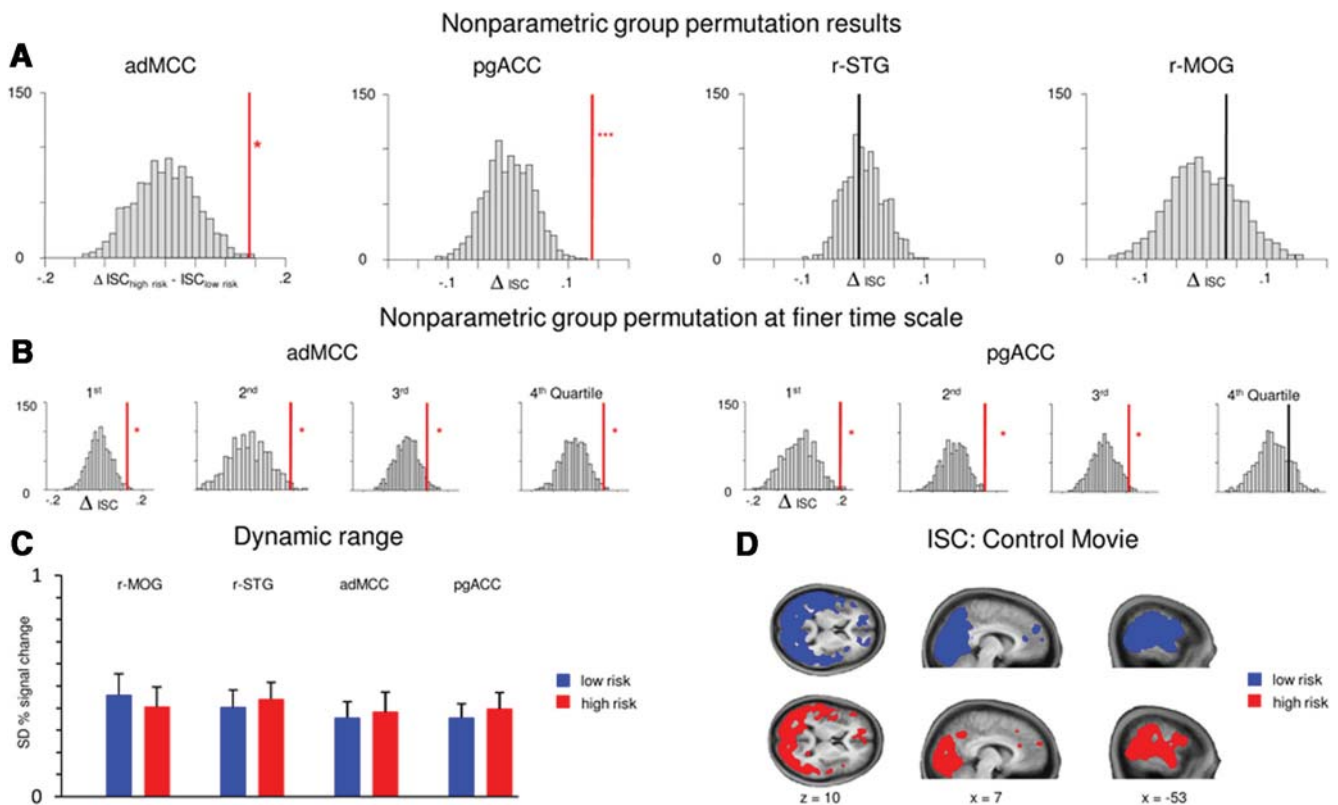 Nonparametric group permutation results
A
adMCC
pgACC
r-STG
r-MOG
150
150
150
150
*
***
0
0
0
0
-.2
Δ ISChigh risk - ISClow risk
.2
-.1
Δ ISC
.1
-.1
Δ ISC
.1
-.1
Δ ISC
.1
Nonparametric group permutation at finer time scale
B
adMCC
pgACC
1st
2nd
3rd
4th Quartile
1st
2nd
3rd
4th Quartile
150
150
*
*
*
*
*
*
*
0
0
-.2
Δ ISC
.2
-.2
Δ ISC
.2
C
Dynamic range
1
r-MOG
r-STG
adMCC
pgACC
SD % signal change
low risk
high risk
0
D
ISC: Control Movie
low risk
high risk
z = 10
x = 7
x = -53